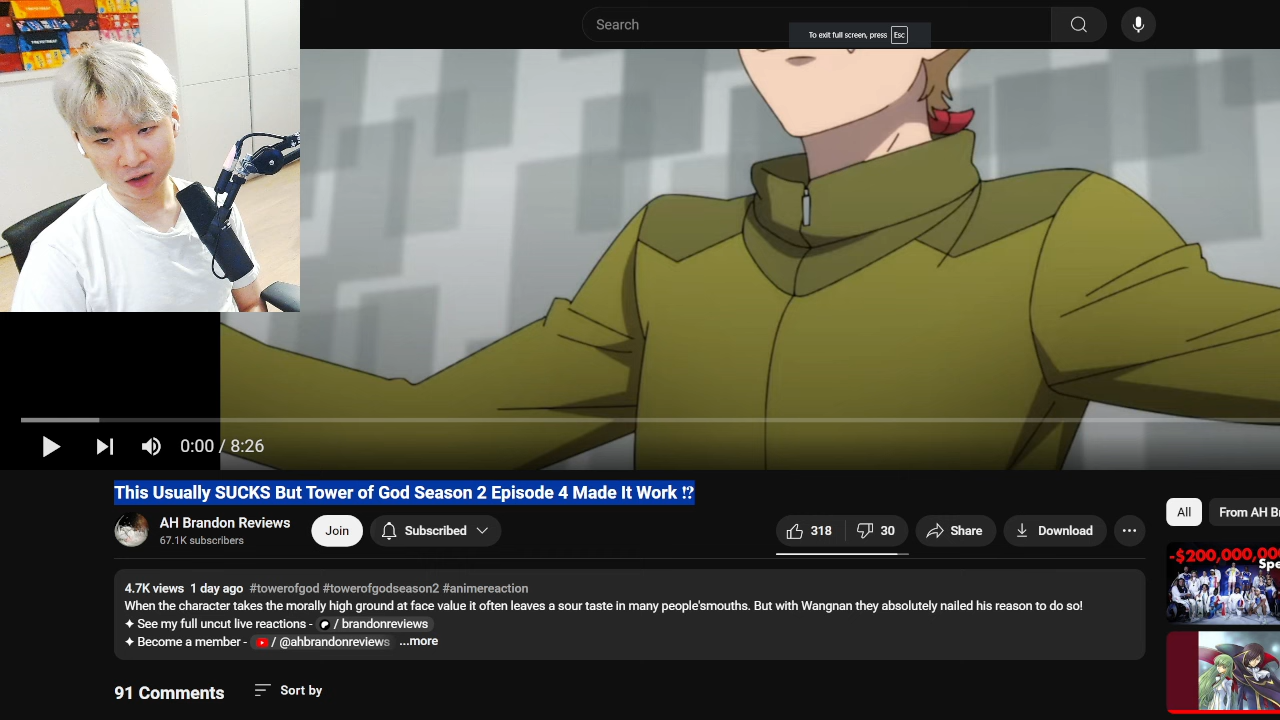 Search
To exit full screen, press Esc
0:00 / 8:26
This Usually SUCKS But Tower of God Season 2 Episode 4 Made It Work ⁉
AH Brandon Reviews
67.1K subscribers
Join
Subscribed
318
30
Share
Download
All
From AH Br
4.7K views 1 day ago #towerofgod #towerofgodseason2 #animereaction
When the character takes the morally high ground at face value it often leaves a sour taste in many people'smouths. But with Wangnan they absolutely nailed his reason to do so!
✦ See my full uncut live reactions - / brandonreviews
✦ Become a member - / @ahbrandonreviews ...more
-$200,000,00
Spe
91 Comments
Sort by